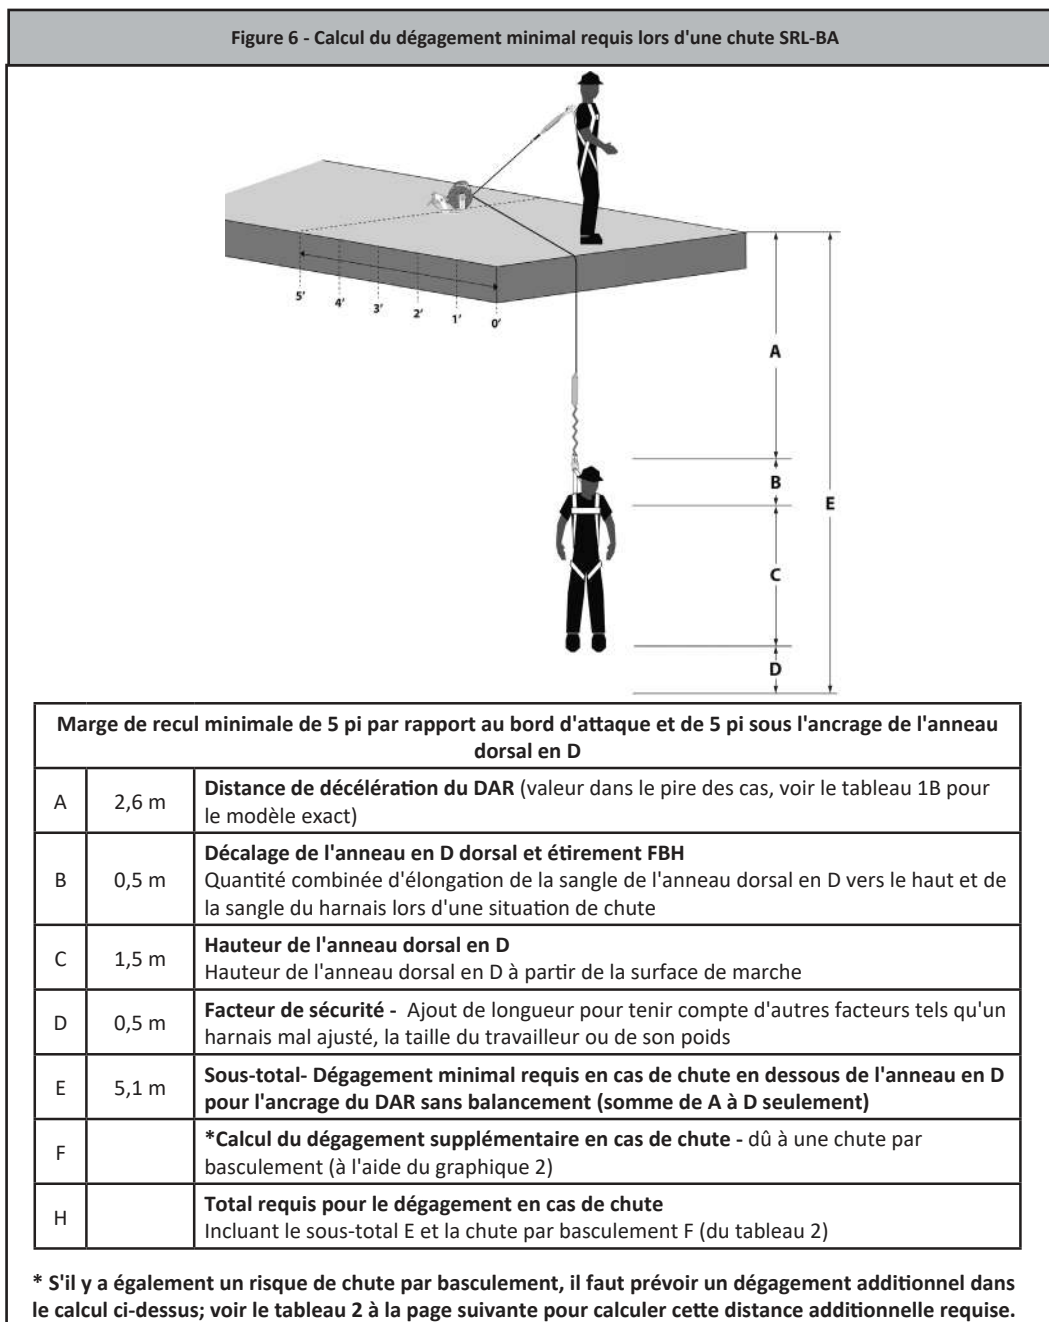 Figure 6 - Calcul du dégagement minimal requis lors d'une chute SRL-BA
5'
4'
3'
2'
1'
0'
A
B
C
D
E
Marge de recul minimale de 5 pi par rapport au bord d'attaque et de 5 pi sous l'ancrage de l'anneau
dorsal en D
A
2,6 m
Distance de décélération du DAR (valeur dans le pire des cas, voir le tableau 1B pour
le modèle exact)
B
0,5 m
Décalage de l'anneau en D dorsal et étirement FBH
Quantité combinée d'élongation de la sangle de l'anneau dorsal en D vers le haut et de
la sangle du harnais lors d'une situation de chute
C
1,5 m
Hauteur de l'anneau dorsal en D
Hauteur de l'anneau dorsal en D à partir de la surface de marche
D
0,5 m
Facteur de sécurité - Ajout de longueur pour tenir compte d'autres facteurs tels qu'un
harnais mal ajusté, la taille du travailleur ou de son poids
E
5,1 m
Sous-total- Dégagement minimal requis en cas de chute en dessous de l'anneau en D
pour l'ancrage du DAR sans balancement (somme de A à D seulement)
F
*Calcul du dégagement supplémentaire en cas de chute - dû à une chute par
basculement (à l'aide du graphique 2)
H
Total requis pour le dégagement en cas de chute
Incluant le sous-total E et la chute par basculement F (du tableau 2)
* S'il y a également un risque de chute par basculement, il faut prévoir un dégagement additionnel dans
le calcul ci-dessus; voir le tableau 2 à la page suivante pour calculer cette distance additionnelle requise.